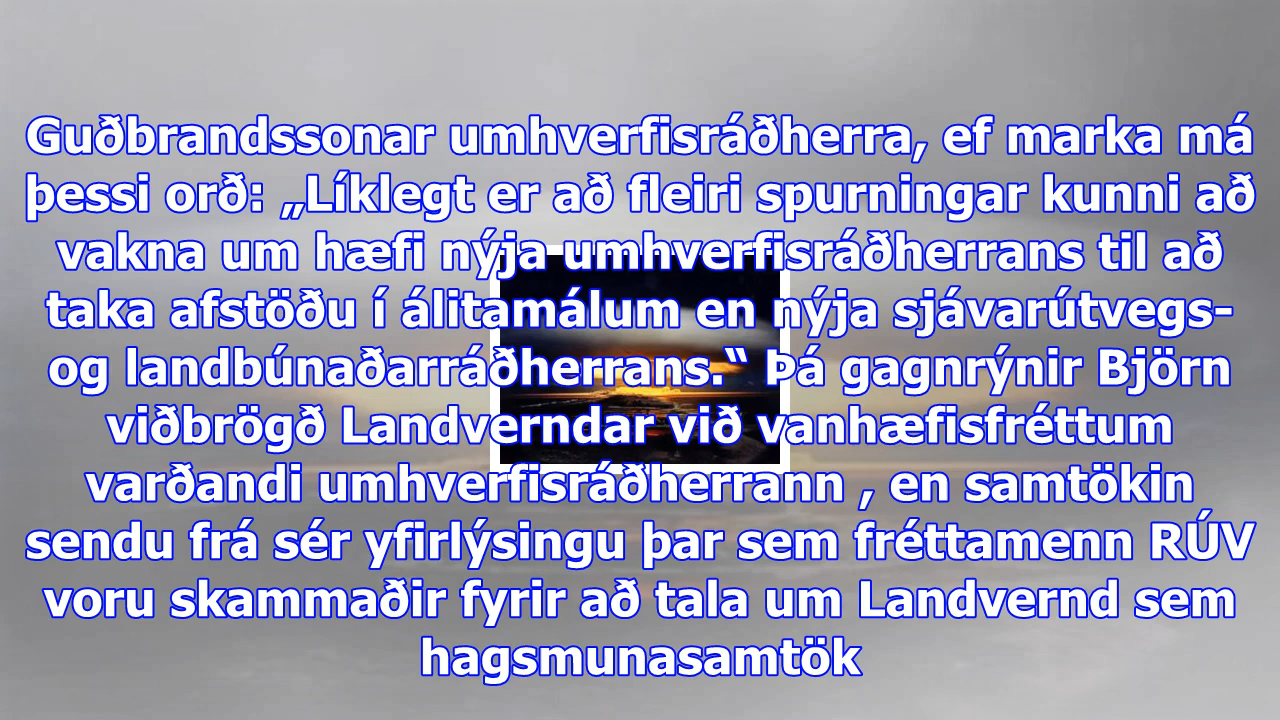 Guðbrandssonar umhverfisráðherra, ef marka má
þessi orð: „Líklegt er að fleiri spurningar kunni að
vakna um hæfi nýja umhverfisráðherrans til að
taka afstöðu í álitamálum en nýja sjávarútvegs-
og landbúnaðarráðherrans.“ Þá gagnrýnir Björn
viðbrögð Landverndar við vanhæfisfréttum
varðandi umhverfisráðherrann , en samtökin
sendu frá sér yfirlýsingu þar sem fréttamenn RÚV
voru skammaðir fyrir að tala um Landvernd sem
hagsmunasamtök